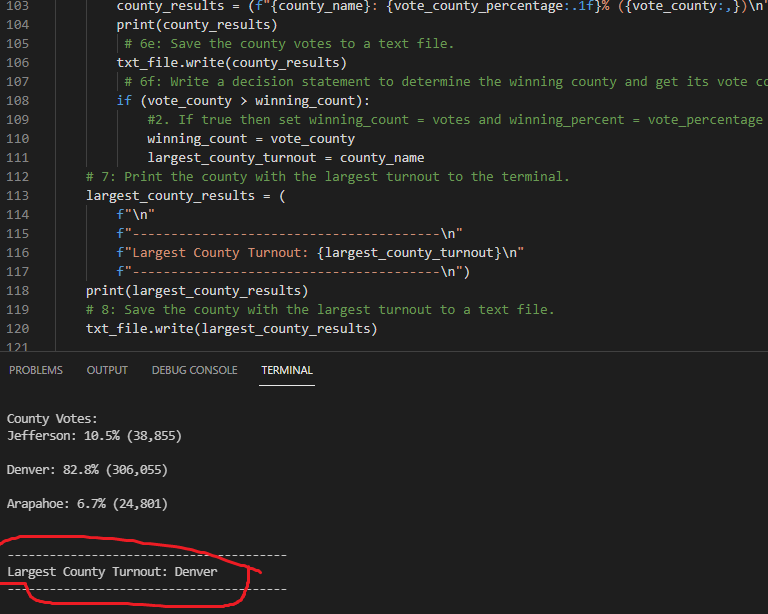 103 county_results = (f"{county_name}: {county_vote_percentage:.1f}% ({vote_county:,})\n"
104 print(county_results)
105 # 6e: Save the county votes to a text file.
106 txt_file.write(county_results)
107 # 6f: Write a decision statement to determine the winning county and get its vote co
108 if (vote_county > winning_count):
109 #2. If true then set winning_count = votes and winning_percent = vote_percentage
110 winning_count = vote_county
111 largest_county_turnout = county_name
112 # 7: Print the county with the largest turnout to the terminal.
113 largest_county_results = (
114 f"\n"
115 f"----------------------------------------\n"
116 f"Largest County Turnout: {largest_county_turnout}\n"
117 f"----------------------------------------\n")
118 print(largest_county_results)
119 # 8: Save the county with the largest turnout to a text file.
120 txt_file.write(largest_county_results)
121
PROBLEMS OUTPUT DEBUG CONSOLE TERMINAL
County Votes:
Jefferson: 10.5% (38,855)
Denver: 82.8% (306,055)
Arapahoe: 6.7% (24,801)
----------------------------------------
Largest County Turnout: Denver
----------------------------------------